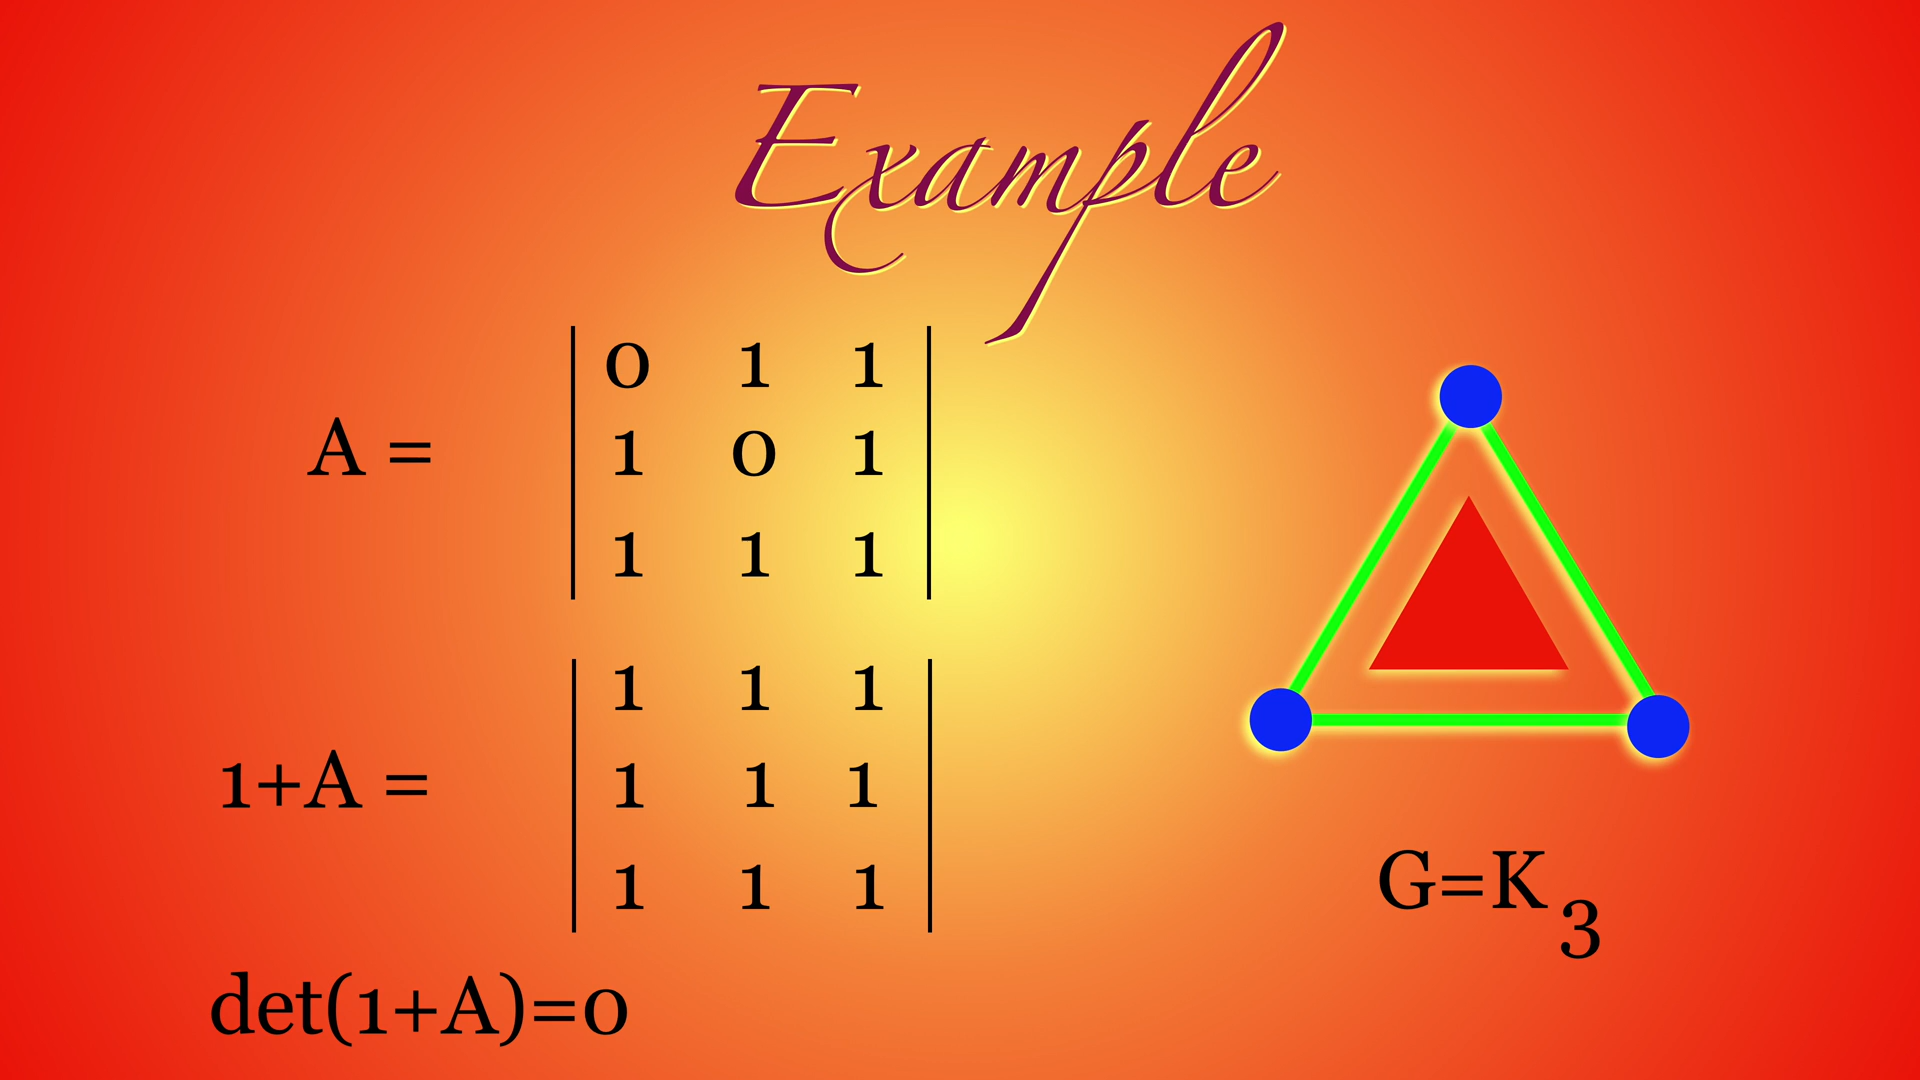 Example
0 1 1
A = 1 0 1
1 1 1
1 1 1
1+A = 1 1 1
1 1 1
det(1+A)=0
G=K3